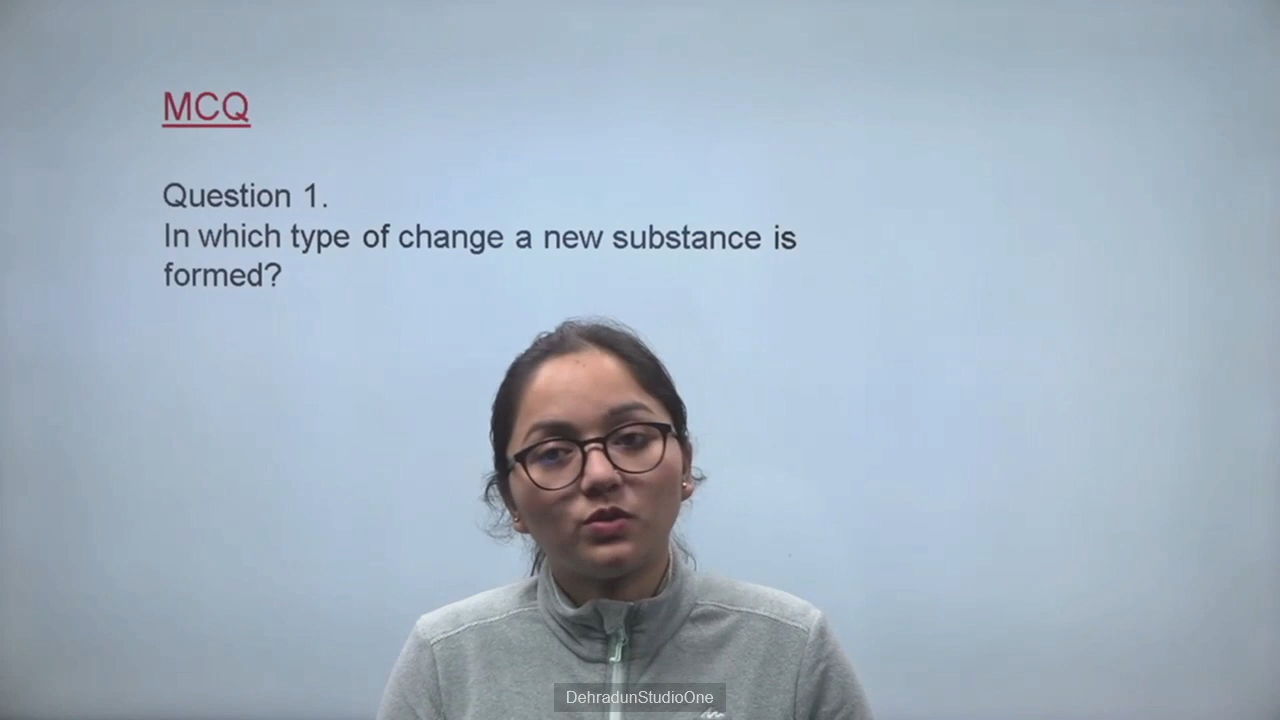 MCQ
Question 1.
In which type of change a new substance is
formed?
DehradunStudioOne